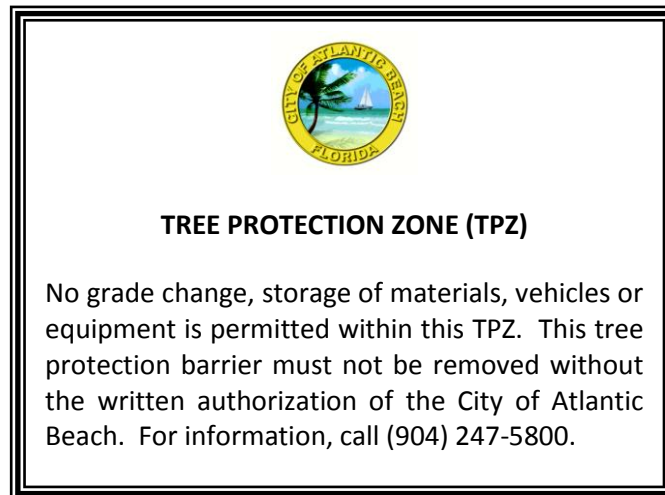 CITY OF ATLANTIC BEACH
FLORIDA
TREE PROTECTION ZONE (TPZ)
No grade change, storage of materials, vehicles or
equipment is permitted within this TPZ.  This tree
protection barrier must not be removed without
the written authorization of the City of Atlantic
Beach.  For information, call (904) 247-5800.